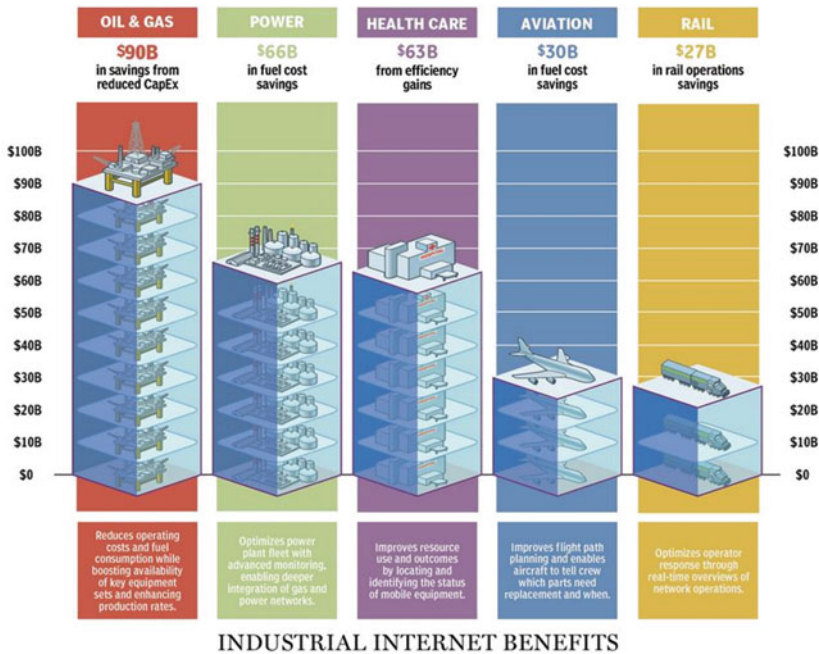 OIL & GAS
$90B
in savings from
reduced CapEx
POWER
$66B
in fuel cost
savings
HEALTH CARE
$63B
from efficiency
gains
AVIATION
$30B
in fuel cost
savings
RAIL
$27B
in rail operations
savings
$100B
$90B
$80B
$70B
$60B
$50B
$40B
$30B
$20B
$10B
$0
$100B
$90B
$80B
$70B
$60B
$50B
$40B
$30B
$20B
$10B
$0
Reduces operating
costs and fuel
consumption while
boosting availability
of key equipment
sets and enhancing
production rates.
Optimizes power
plant fleet with
advanced monitoring,
enabling deeper
integration of gas and
power networks.
Improves resource
use and outcomes
by locating and
identifying the status
of mobile equipment.
Improves flight path
planning and enables
aircraft to tell crew
which parts need
replacement and when.
Optimizes operator
response through
real-time overviews of
network operations.
INDUSTRIAL INTERNET BENEFITS